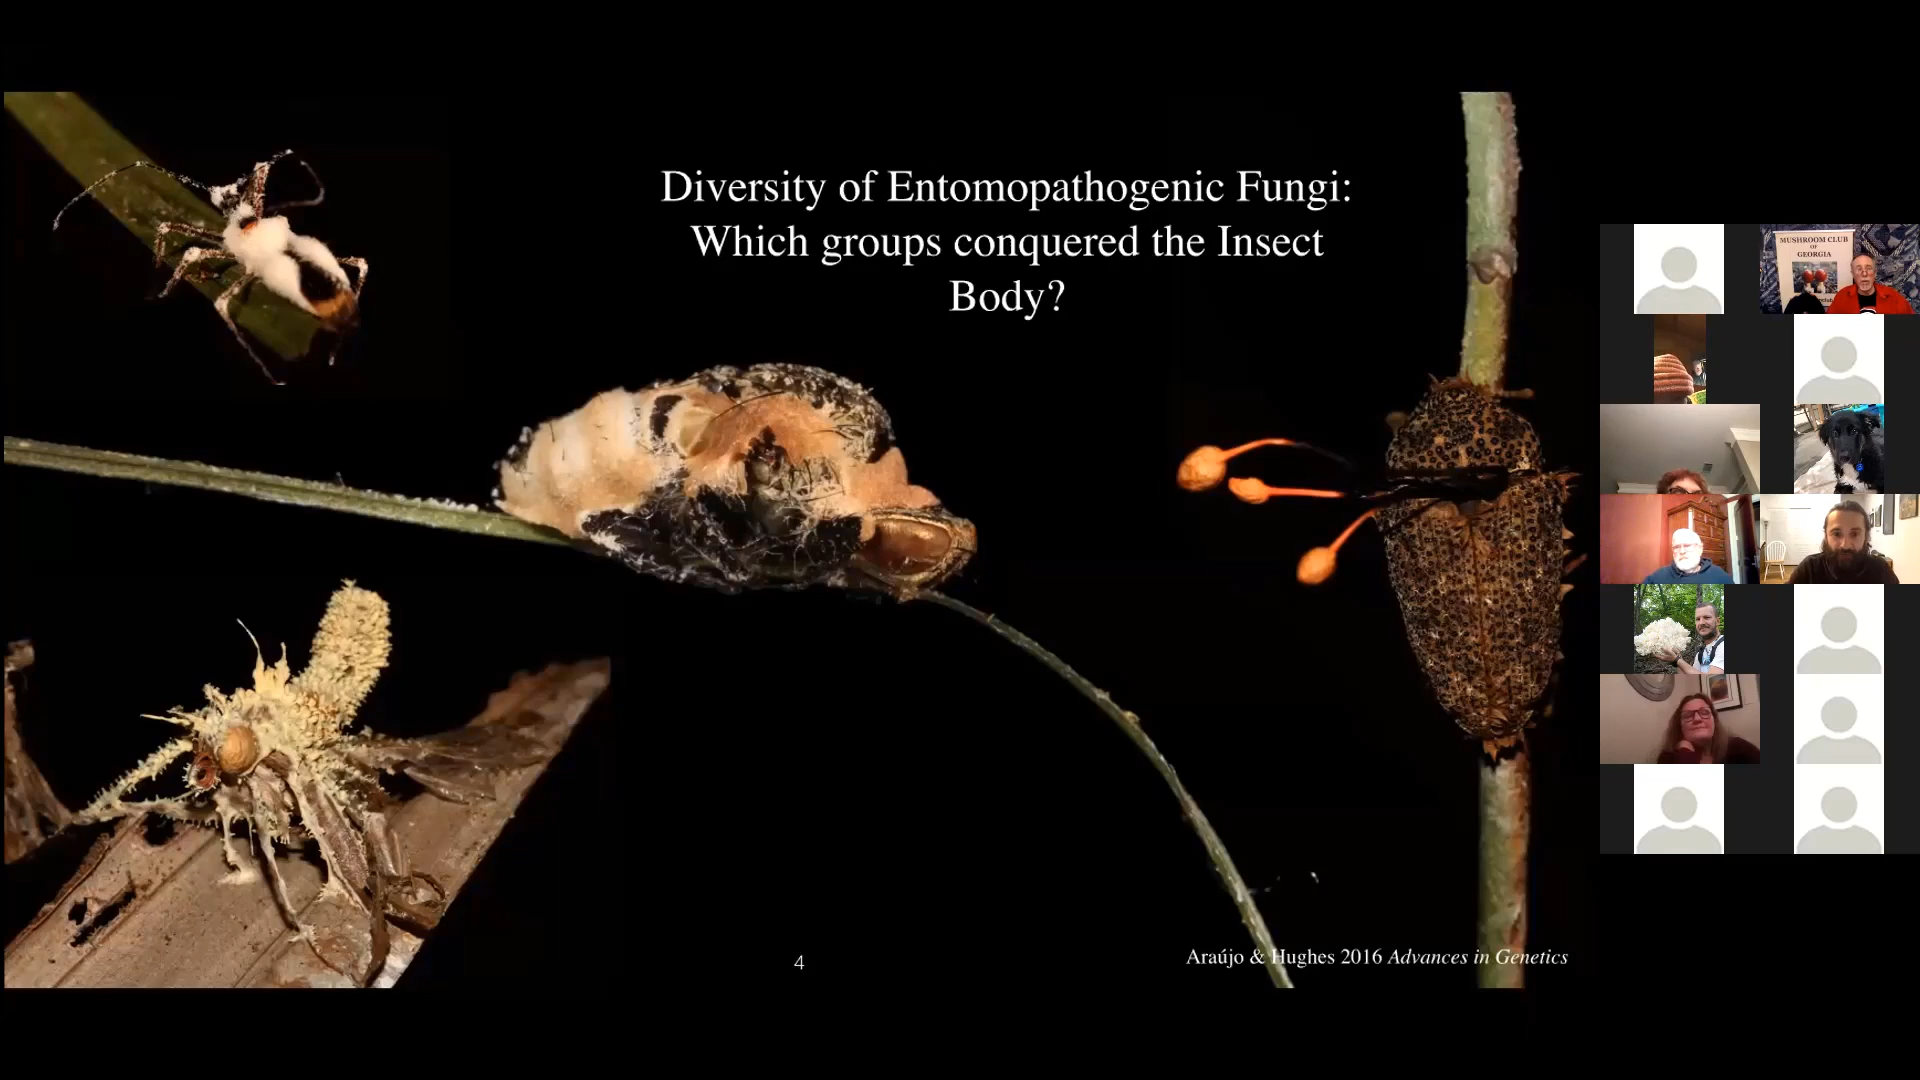 Diversity of Entomopathogenic Fungi:
Which groups conquered the Insect
Body?
4
Araújo & Hughes 2016 Advances in Genetics
MUSHROOM CLUB
OF
GEORGIA